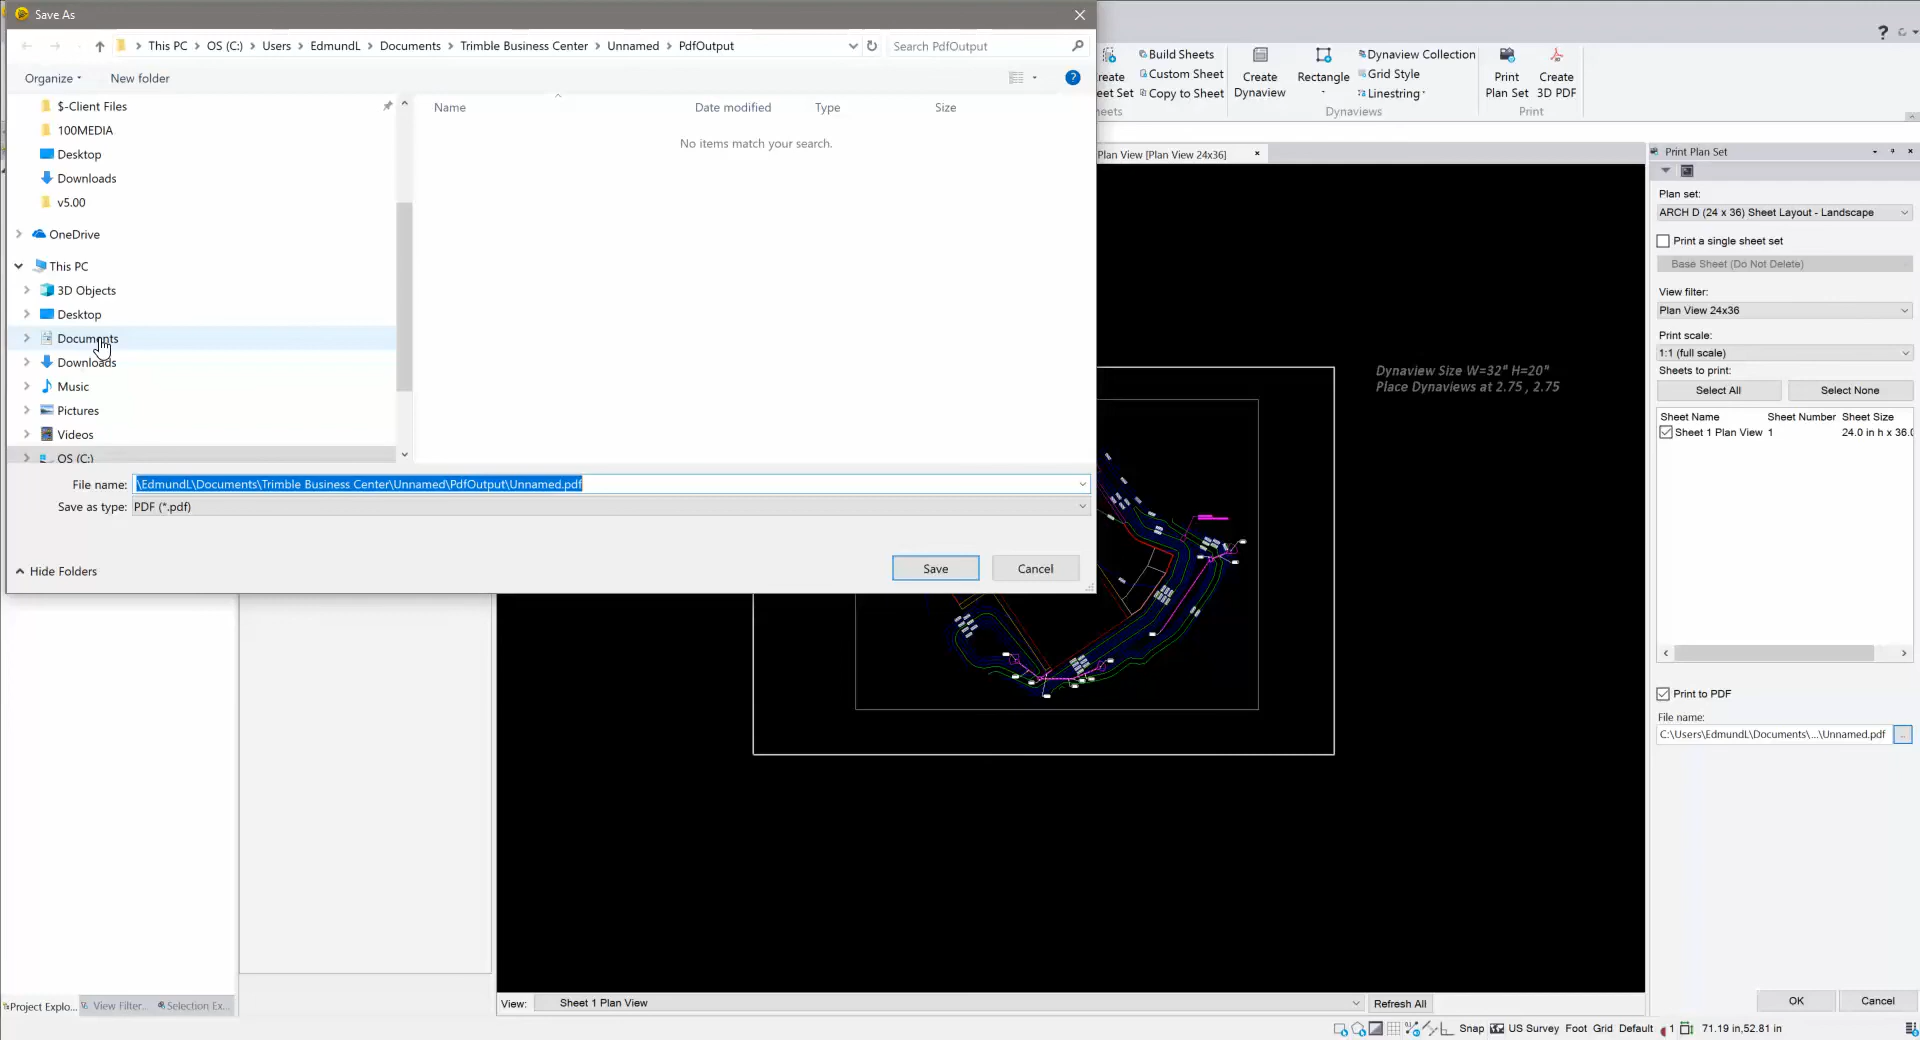 Save As
This PC > OS (C:) > Users > EdmundL > Documents > Trimble Business Center > Unnamed > PdfOutput
Search PdfOutput
Organize
New folder
$-Client Files
100MEDIA
Desktop
Downloads
v5.00
OneDrive
This PC
3D Objects
Desktop
Documents
Downloads
Music
Pictures
Videos
OS (C:)
Name Date modified Type Size
No items match your search.
File name: \EdmundL\Documents\Trimble Business Center\Unnamed\PdfOutput\Unnamed.pdf
Save as type: PDF (*.pdf)
Hide Folders
Save
Cancel
reate
eet Set
Build Sheets
Custom Sheet
Copy to Sheet
heets
Create
Dynaview
Rectangle
Dynaview Collection
Grid Style
Linestring
Dynaviews
Print
Plan Set
Create
3D PDF
Print
Plan View [Plan View 24x36]
Dynaview Size W=32" H=20"
Place Dynaviews at 2.75 , 2.75
Print Plan Set
Plan set:
ARCH D (24 x 36) Sheet Layout - Landscape
Print a single sheet set
Base Sheet (Do Not Delete)
View filter:
Plan View 24x36
Print scale:
1:1 (full scale)
Sheets to print:
Select All
Select None
Sheet Name Sheet Number Sheet Size
Sheet 1 Plan View 1 24.0 in h x 36.0
Print to PDF
File name:
C:\Users\EdmundL\Documents\...\Unnamed.pdf
...
OK
Cancel
Project Explo...
View Filter...
Selection Ex...
View: Sheet 1 Plan View
Refresh All
Snap US Survey Foot Grid Default 1 71.19 in,52.81 in